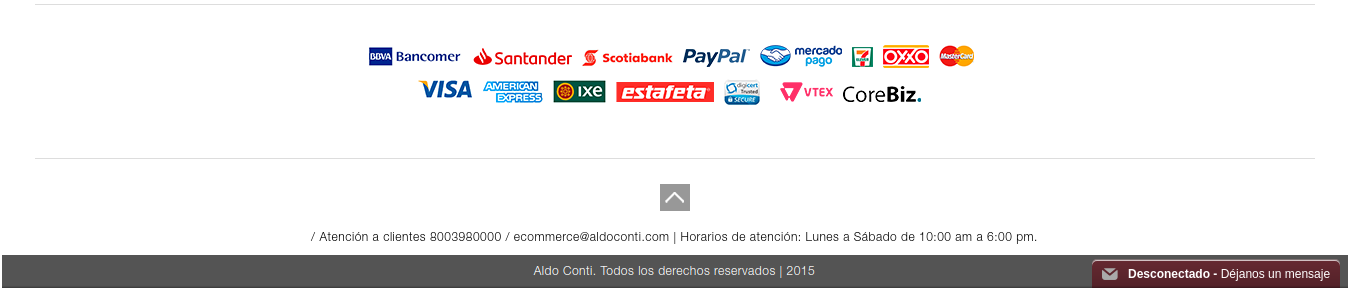 BBVA Bancomer Santander Scotiabank PayPal mercado pago 7 ELEVEN OXXO MasterCard
VISA AMERICAN EXPRESS IXE estafeta digicert Trusted SECURE VTEX CoreBiz.
/ Atención a clientes 8003980000 / ecommerce@aldoconti.com | Horarios de atención: Lunes a Sábado de 10:00 am a 6:00 pm.
Aldo Conti. Todos los derechos reservados | 2015
Desconectado - Déjanos un mensaje